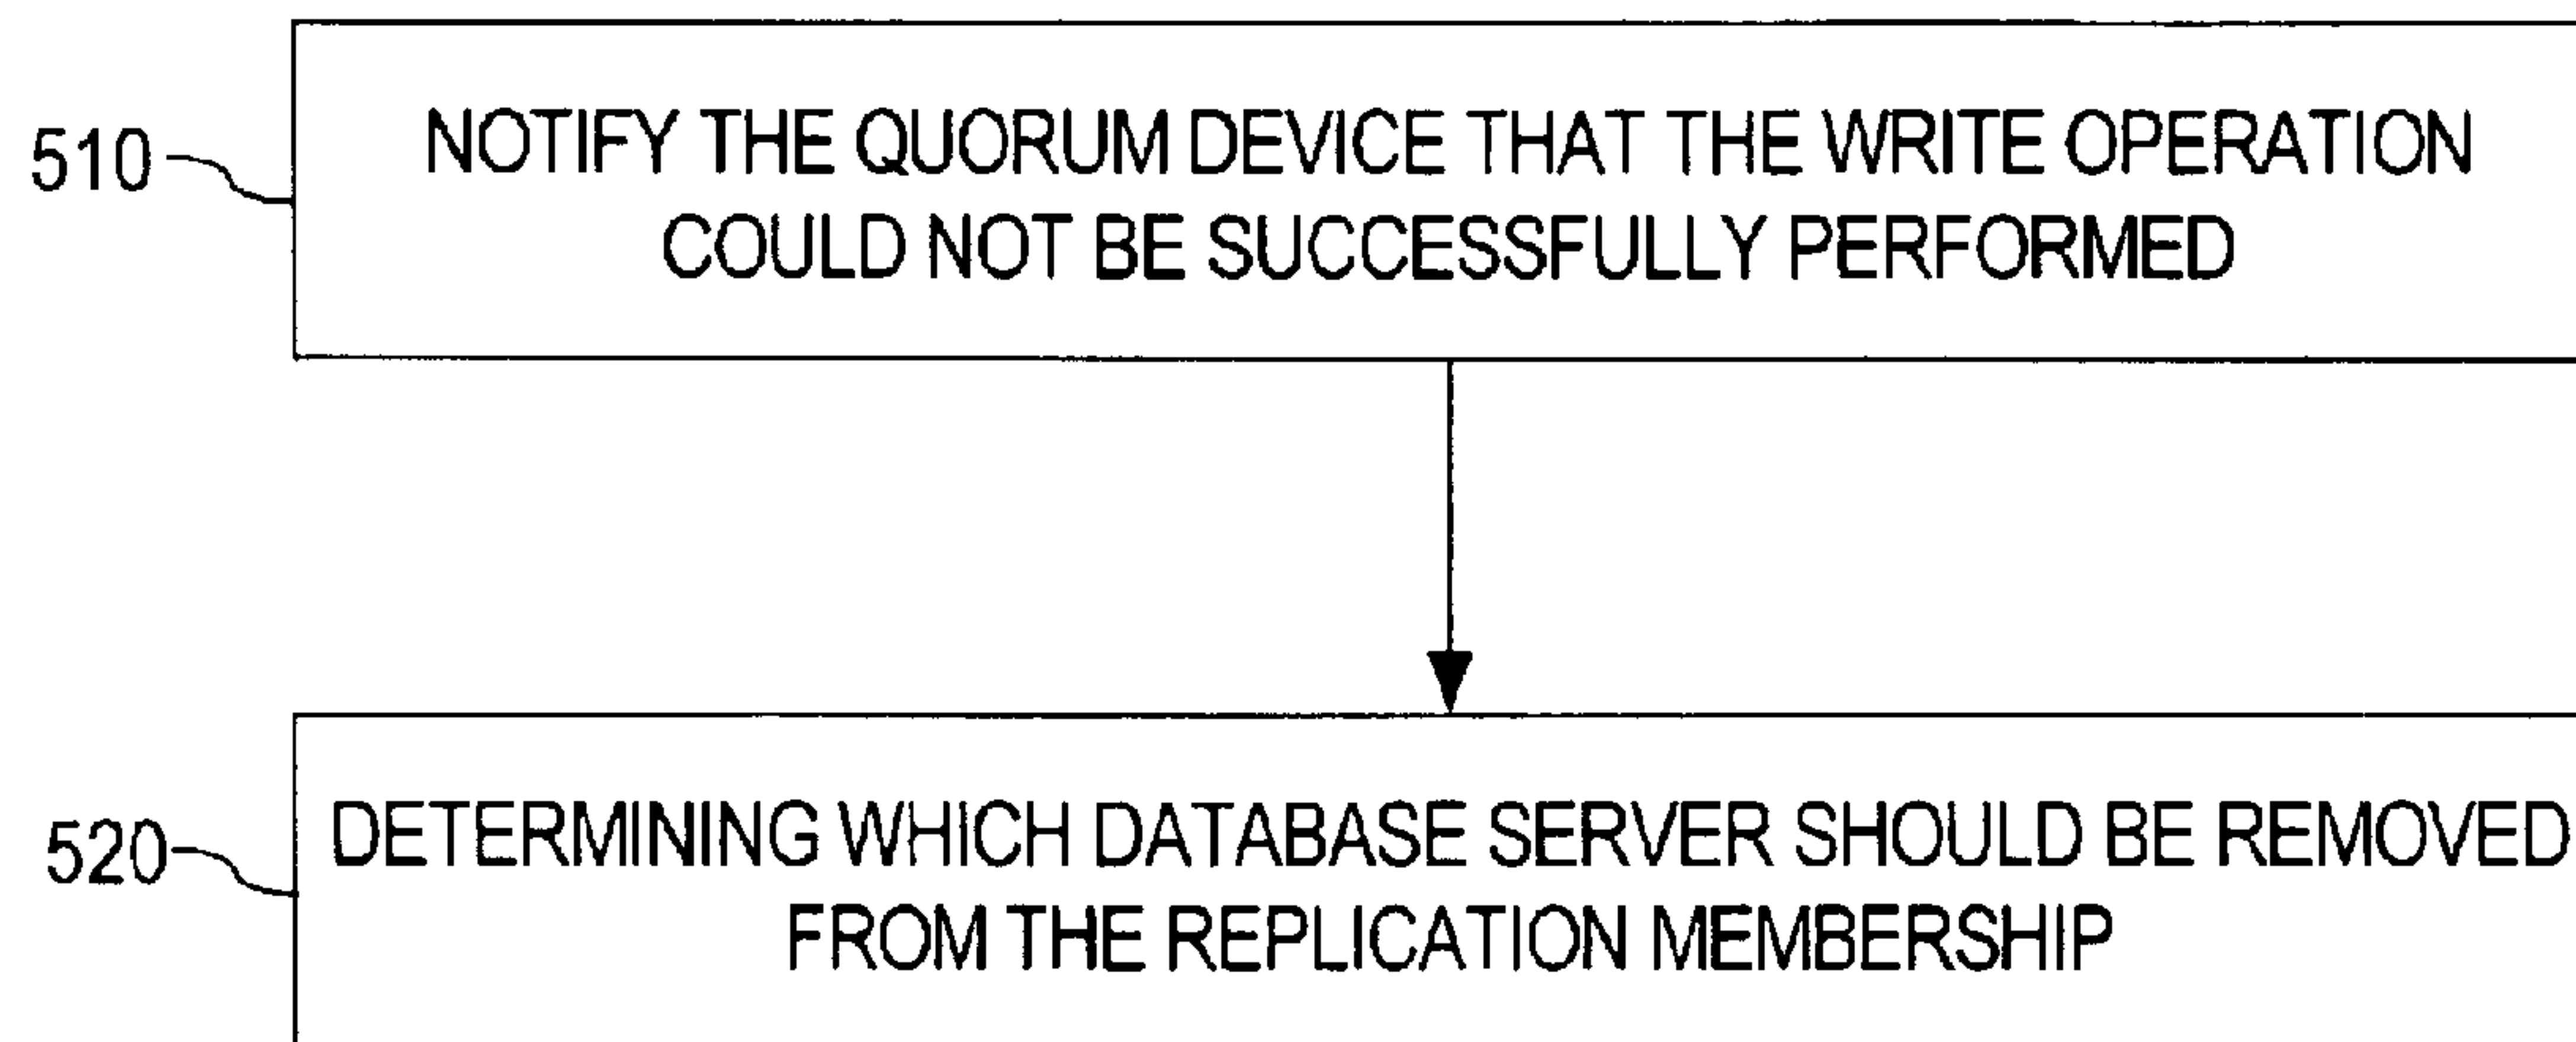 510
NOTIFY THE QUORUM DEVICE THAT THE WRITE OPERATION
COULD NOT BE SUCCESSFULLY PERFORMED
520
DETERMINING WHICH DATABASE SERVER SHOULD BE REMOVED
FROM THE REPLICATION MEMBERSHIP